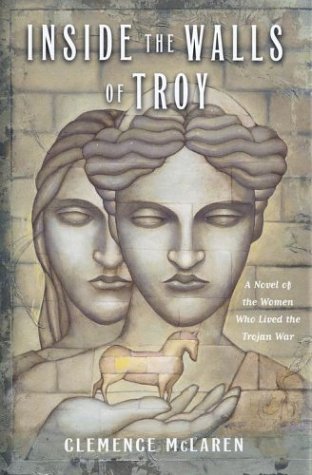 INSIDE THE WALLS
OF TROY
A Novel of
the Women
Who Lived the
Trojan War
CLEMENCE McLAREN